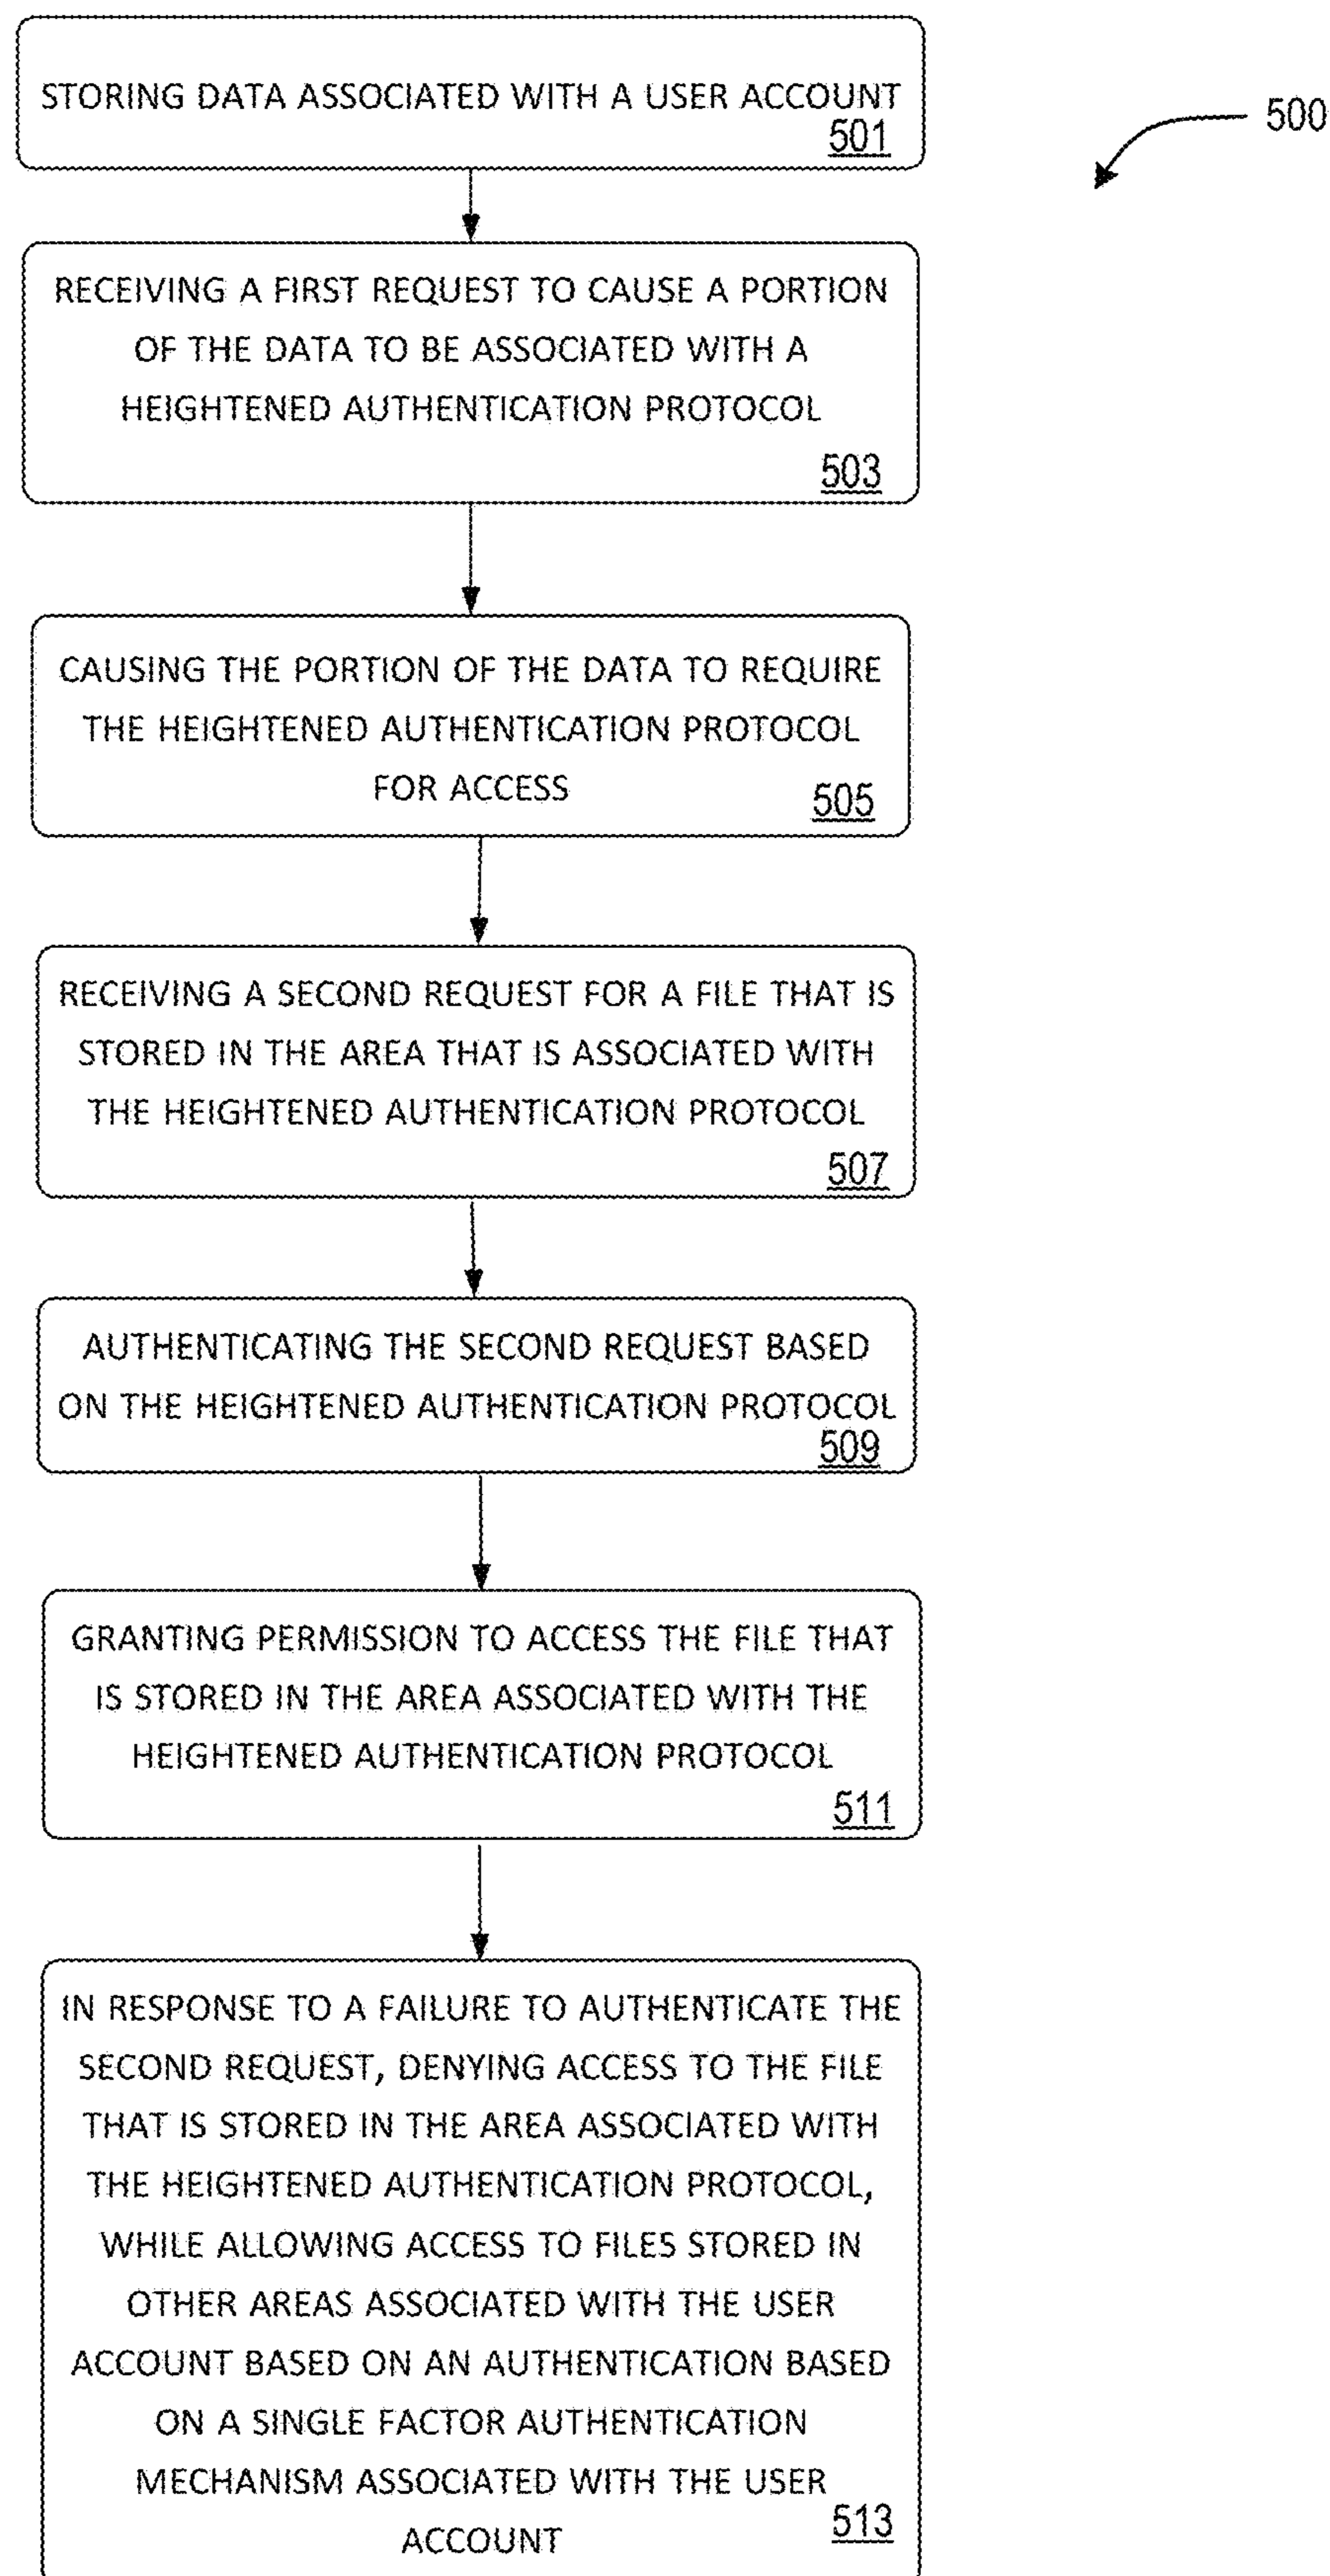 STORING DATA ASSOCIATED WITH A USER ACCOUNT
501
500
RECEIVING A FIRST REQUEST TO CAUSE A PORTION
OF THE DATA TO BE ASSOCIATED WITH A
HEIGHTENED AUTHENTICATION PROTOCOL
503
CAUSING THE PORTION OF THE DATA TO REQUIRE
THE HEIGHTENED AUTHENTICATION PROTOCOL
FOR ACCESS
505
RECEIVING A SECOND REQUEST FOR A FILE THAT IS
STORED IN THE AREA THAT IS ASSOCIATED WITH
THE HEIGHTENED AUTHENTICATION PROTOCOL
507
AUTHENTICATING THE SECOND REQUEST BASED
ON THE HEIGHTENED AUTHENTICATION PROTOCOL
509
GRANTING PERMISSION TO ACCESS THE FILE THAT
IS STORED IN THE AREA ASSOCIATED WITH THE
HEIGHTENED AUTHENTICATION PROTOCOL
511
IN RESPONSE TO A FAILURE TO AUTHENTICATE THE
SECOND REQUEST, DENYING ACCESS TO THE FILE
THAT IS STORED IN THE AREA ASSOCIATED WITH
THE HEIGHTENED AUTHENTICATION PROTOCOL,
WHILE ALLOWING ACCESS TO FILES STORED IN
OTHER AREAS ASSOCIATED WITH THE USER
ACCOUNT BASED ON AN AUTHENTICATION BASED
ON A SINGLE FACTOR AUTHENTICATION
MECHANISM ASSOCIATED WITH THE USER
ACCOUNT
513